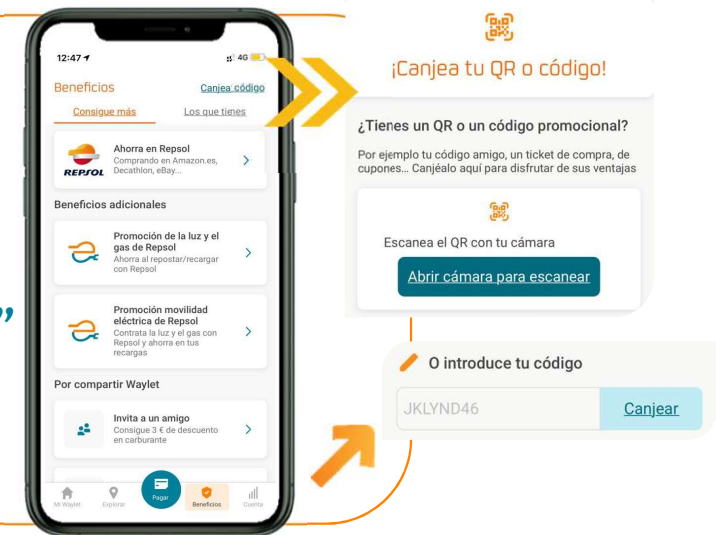 12:47
4G
Beneficios
Canjea código
Consigue más
Los que tienes
REPSOL
Ahorra en Repsol
Comprando en Amazon.es,
Decathlon, eBay...
Beneficios adicionales
Promoción de la luz y el
gas de Repsol
Ahorra al repostar/recargar
con Repsol
Promoción movilidad
eléctrica de Repsol
Contrata la luz y el gas con
Repsol y ahorra en tus
recargas
Por compartir Waylet
Invita a un amigo
Consigue 3 € de descuento
en carburante
Mi Waylet
Explorar
Pagar
Beneficios
Cuenta
”
¡Canjea tu QR o código!
¿Tienes un QR o un código promocional?
Por ejemplo tu código amigo, un ticket de compra, de
cupones... Canjéalo aquí para disfrutar de sus ventajas
Escanea el QR con tu cámara
Abrir cámara para escanear
O introduce tu código
JKLYND46
Canjear